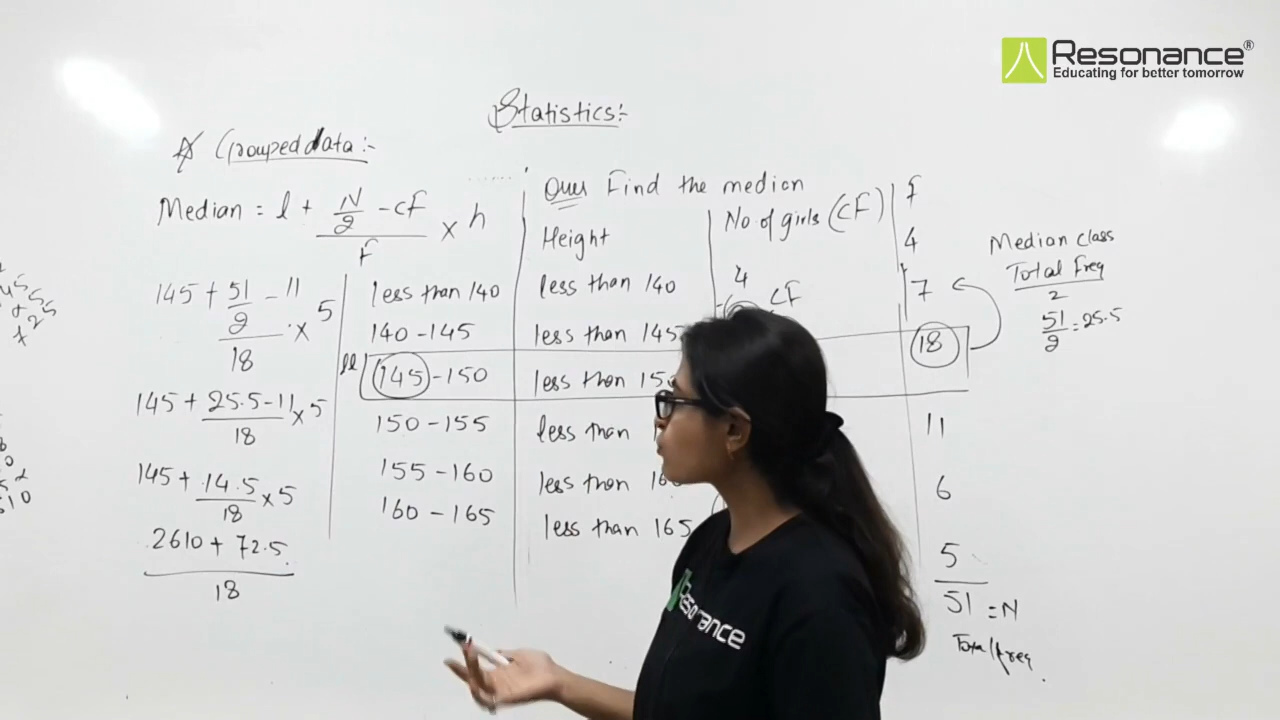 Resonance®
Educating for better tomorrow
Statistics:-
Grouped data:-
Median = l + N/2 - cf / f × h
145 + 51/2 - 11 / 18 × 5
145 + 25.5-11 / 18 × 5
145 + 14.5 / 18 × 5
2610 + 72.5 / 18
less than 140
140 - 145
145 - 150
150 - 155
155 - 160
160 - 165
Ques Find the median
Height
less than 140
less than 145
less than 15
less than
less than 16
less than 165
No of girls (CF)
4
cf
f
4
7
18
11
6
5
51 = N
Total freq.
Median class
Total freq
2
51/2 = 25.5
Resonance